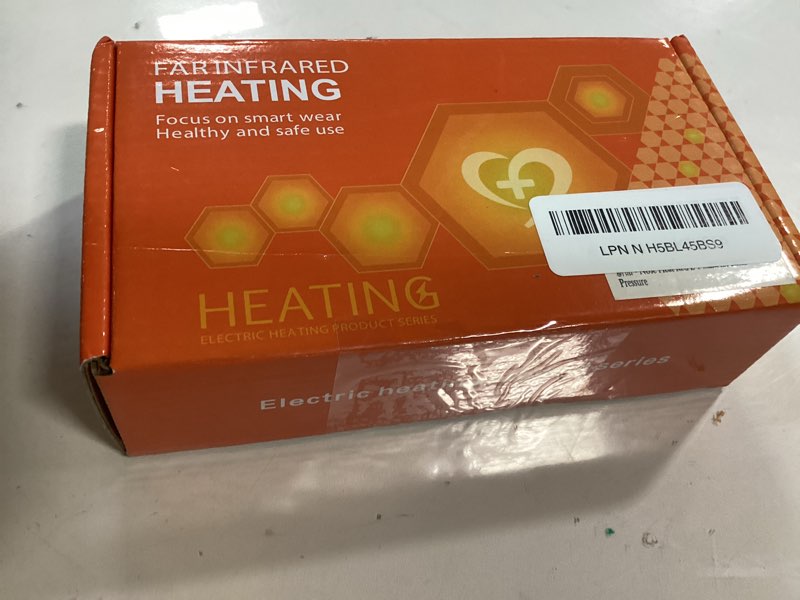 FAR INFRARED
HEATING
Focus on smart wear
Healthy and safe use
LPN N H5BL45BS9
Pressure
HEATING
ELECTRIC HEATING PRODUCT SERIES
Electric heating series